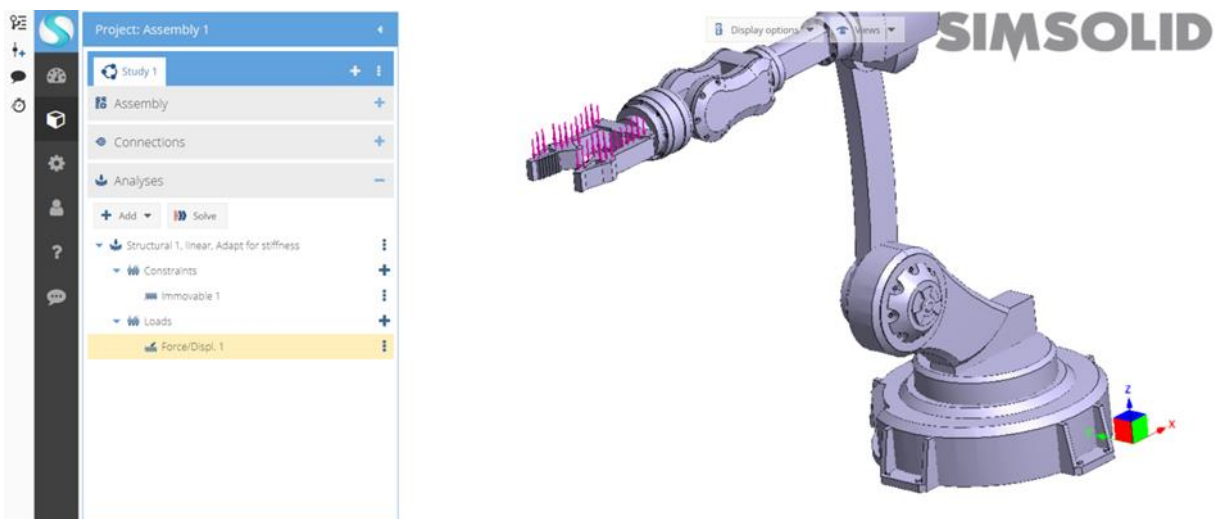 Project: Assembly 1
Study 1
Assembly
Connections
Analyses
Add
Solve
Structural 1, linear, Adapt for stiffness
Constraints
Immovable 1
Loads
Force/Displ. 1
Display options
Views
SIMSOLID
?
Z
X